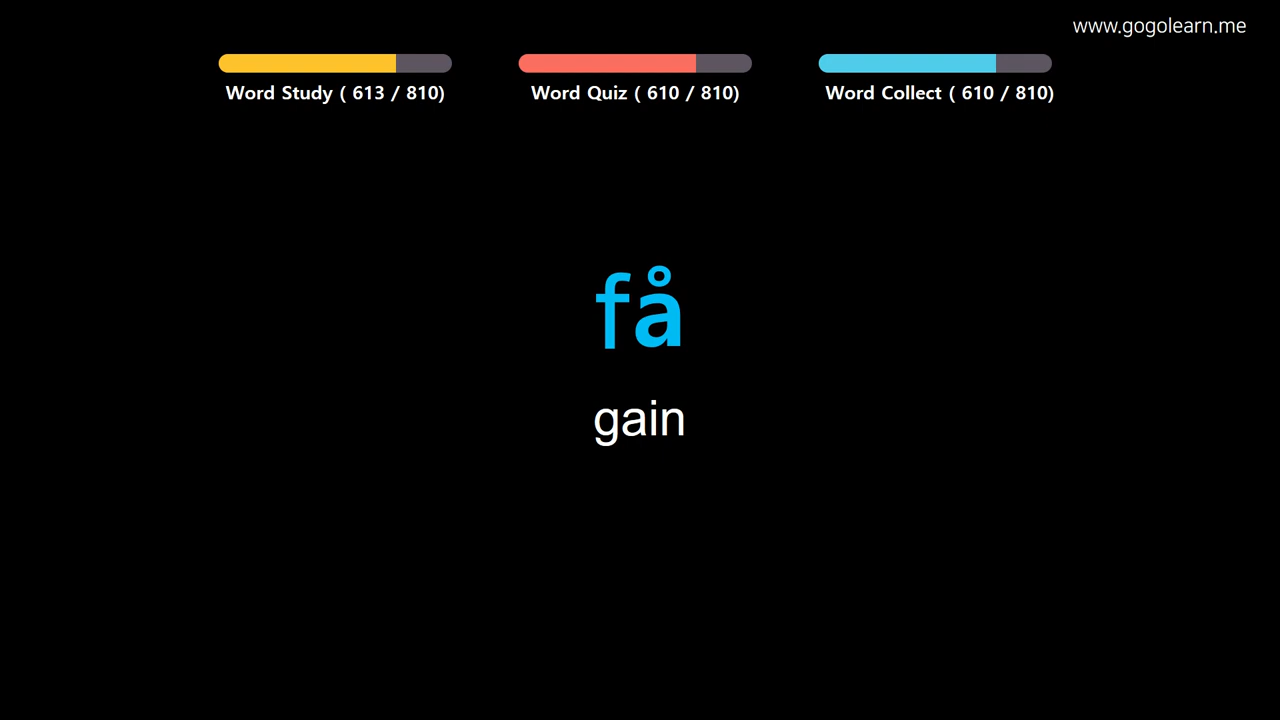 www.gogolearn.me
Word Study ( 613 / 810)
Word Quiz ( 610 / 810)
Word Collect ( 610 / 810)
få
gain